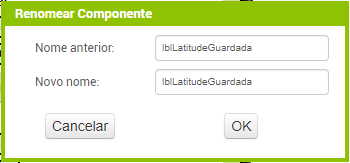 Renomear Componente
Nome anterior: lblLatitudeGuardada
Novo nome: lblLatitudeGuardada
Cancelar OK